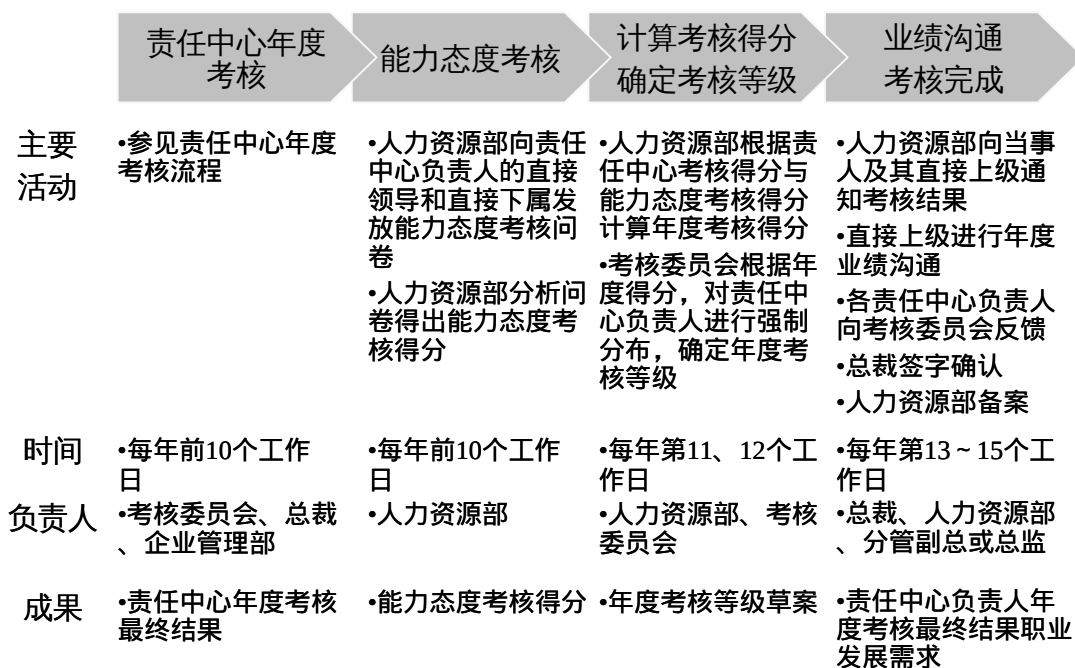 责任中心年度
考核
能力态度考核
计算考核得分
确定考核等级
业绩沟通
考核完成
主要
活动
•参见责任中心年度
考核流程
•人力资源部向责任
中心负责人的直接
领导和直接下属发
放能力态度考核问
卷
•人力资源部分析问
卷得出能力态度考
核得分
•人力资源部根据责
任中心考核得分与
能力态度考核得分
计算年度考核得分
•考核委员会根据年
度得分，对责任中
心负责人进行强制
分布，确定年度考
核等级
•人力资源部向当事
人及其直接上级通
知考核结果
•直接上级进行年度
业绩沟通
•各责任中心负责人
向考核委员会反馈
•总裁签字确认
•人力资源部备案
时间
•每年前10个工作
日
•每年前10个工作
日
•每年第11、12个工
作日
•每年第13～15个工
作日
负责人
•考核委员会、总裁
、企业管理部
•人力资源部
•人力资源部、考核
委员会
•总裁、人力资源部
、分管副总或总监
成果
•责任中心年度考核
最终结果
•能力态度考核得分
•年度考核等级草案
•责任中心负责人年
度考核最终结果职业
发展需求